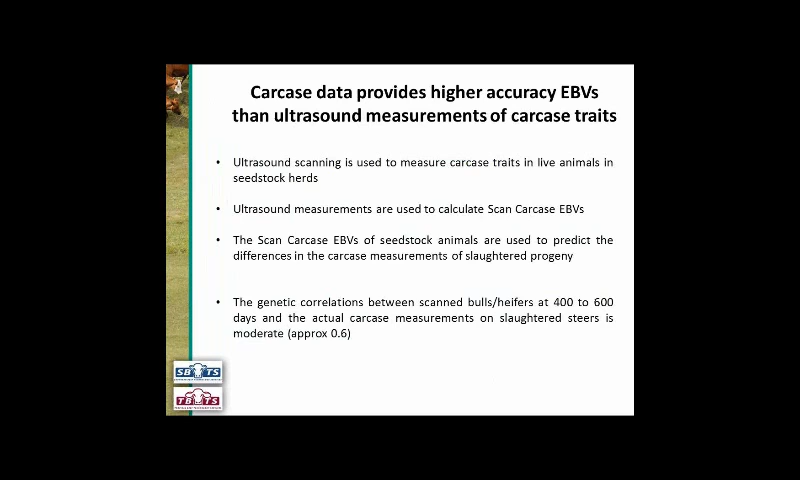 Carcase data provides higher accuracy EBVs
than ultrasound measurements of carcase traits
• Ultrasound scanning is used to measure carcase traits in live animals in
seedstock herds
• Ultrasound measurements are used to calculate Scan Carcase EBVs
• The Scan Carcase EBVs of seedstock animals are used to predict the
differences in the carcase measurements of slaughtered progeny
• The genetic correlations between scanned bulls/heifers at 400 to 600
days and the actual carcase measurements on slaughtered steers is
moderate (approx 0.6)
SBTS
TBTS